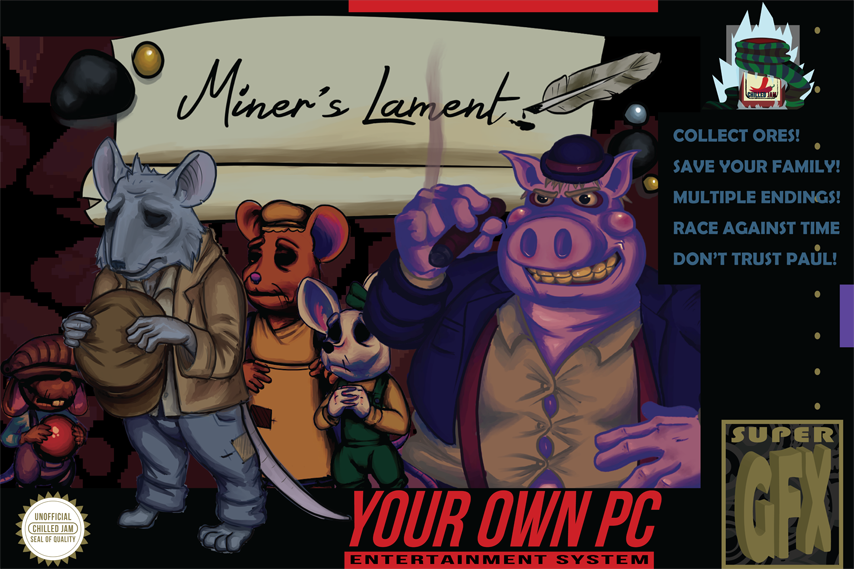 Miner's Lament
CHILLED JAM
COLLECT ORES!
SAVE YOUR FAMILY!
MULTIPLE ENDINGS!
RACE AGAINST TIME
DON'T TRUST PAUL!
SUPER
GFX
UNOFFICIAL
CHILLED JAM
SEAL OF QUALITY
YOUR OWN PC
ENTERTAINMENT SYSTEM